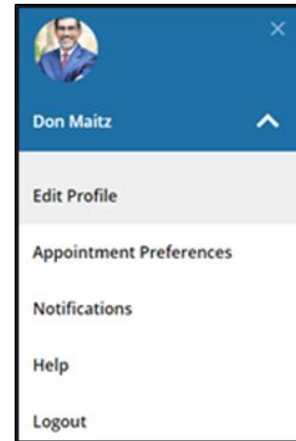 Don Maitz
Edit Profile
Appointment Preferences
Notifications
Help
Logout